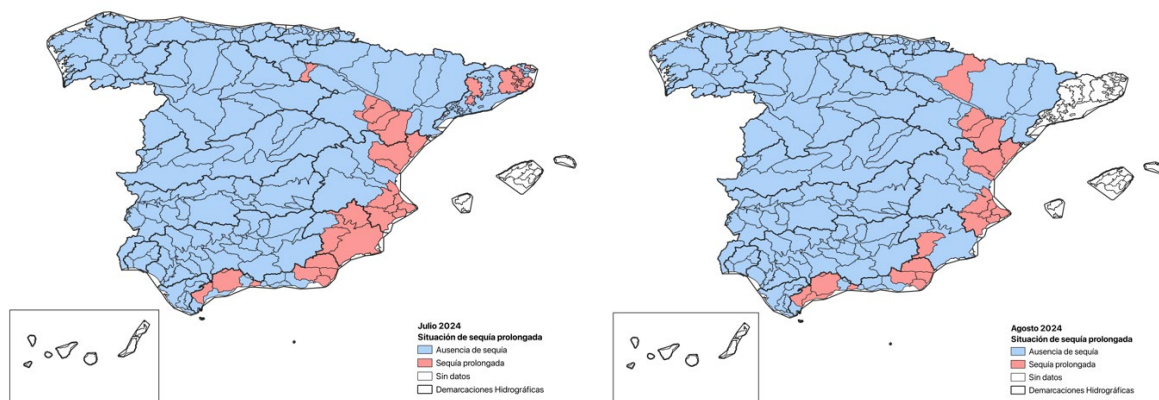 Julio 2024
Situación de sequía prolongada
Ausencia de sequía
Sequía prolongada
Sin datos
Demarcaciones Hidrográficas
Agosto 2024
Situación de sequía prolongada
Ausencia de sequía
Sequía prolongada
Sin datos
Demarcaciones Hidrográficas